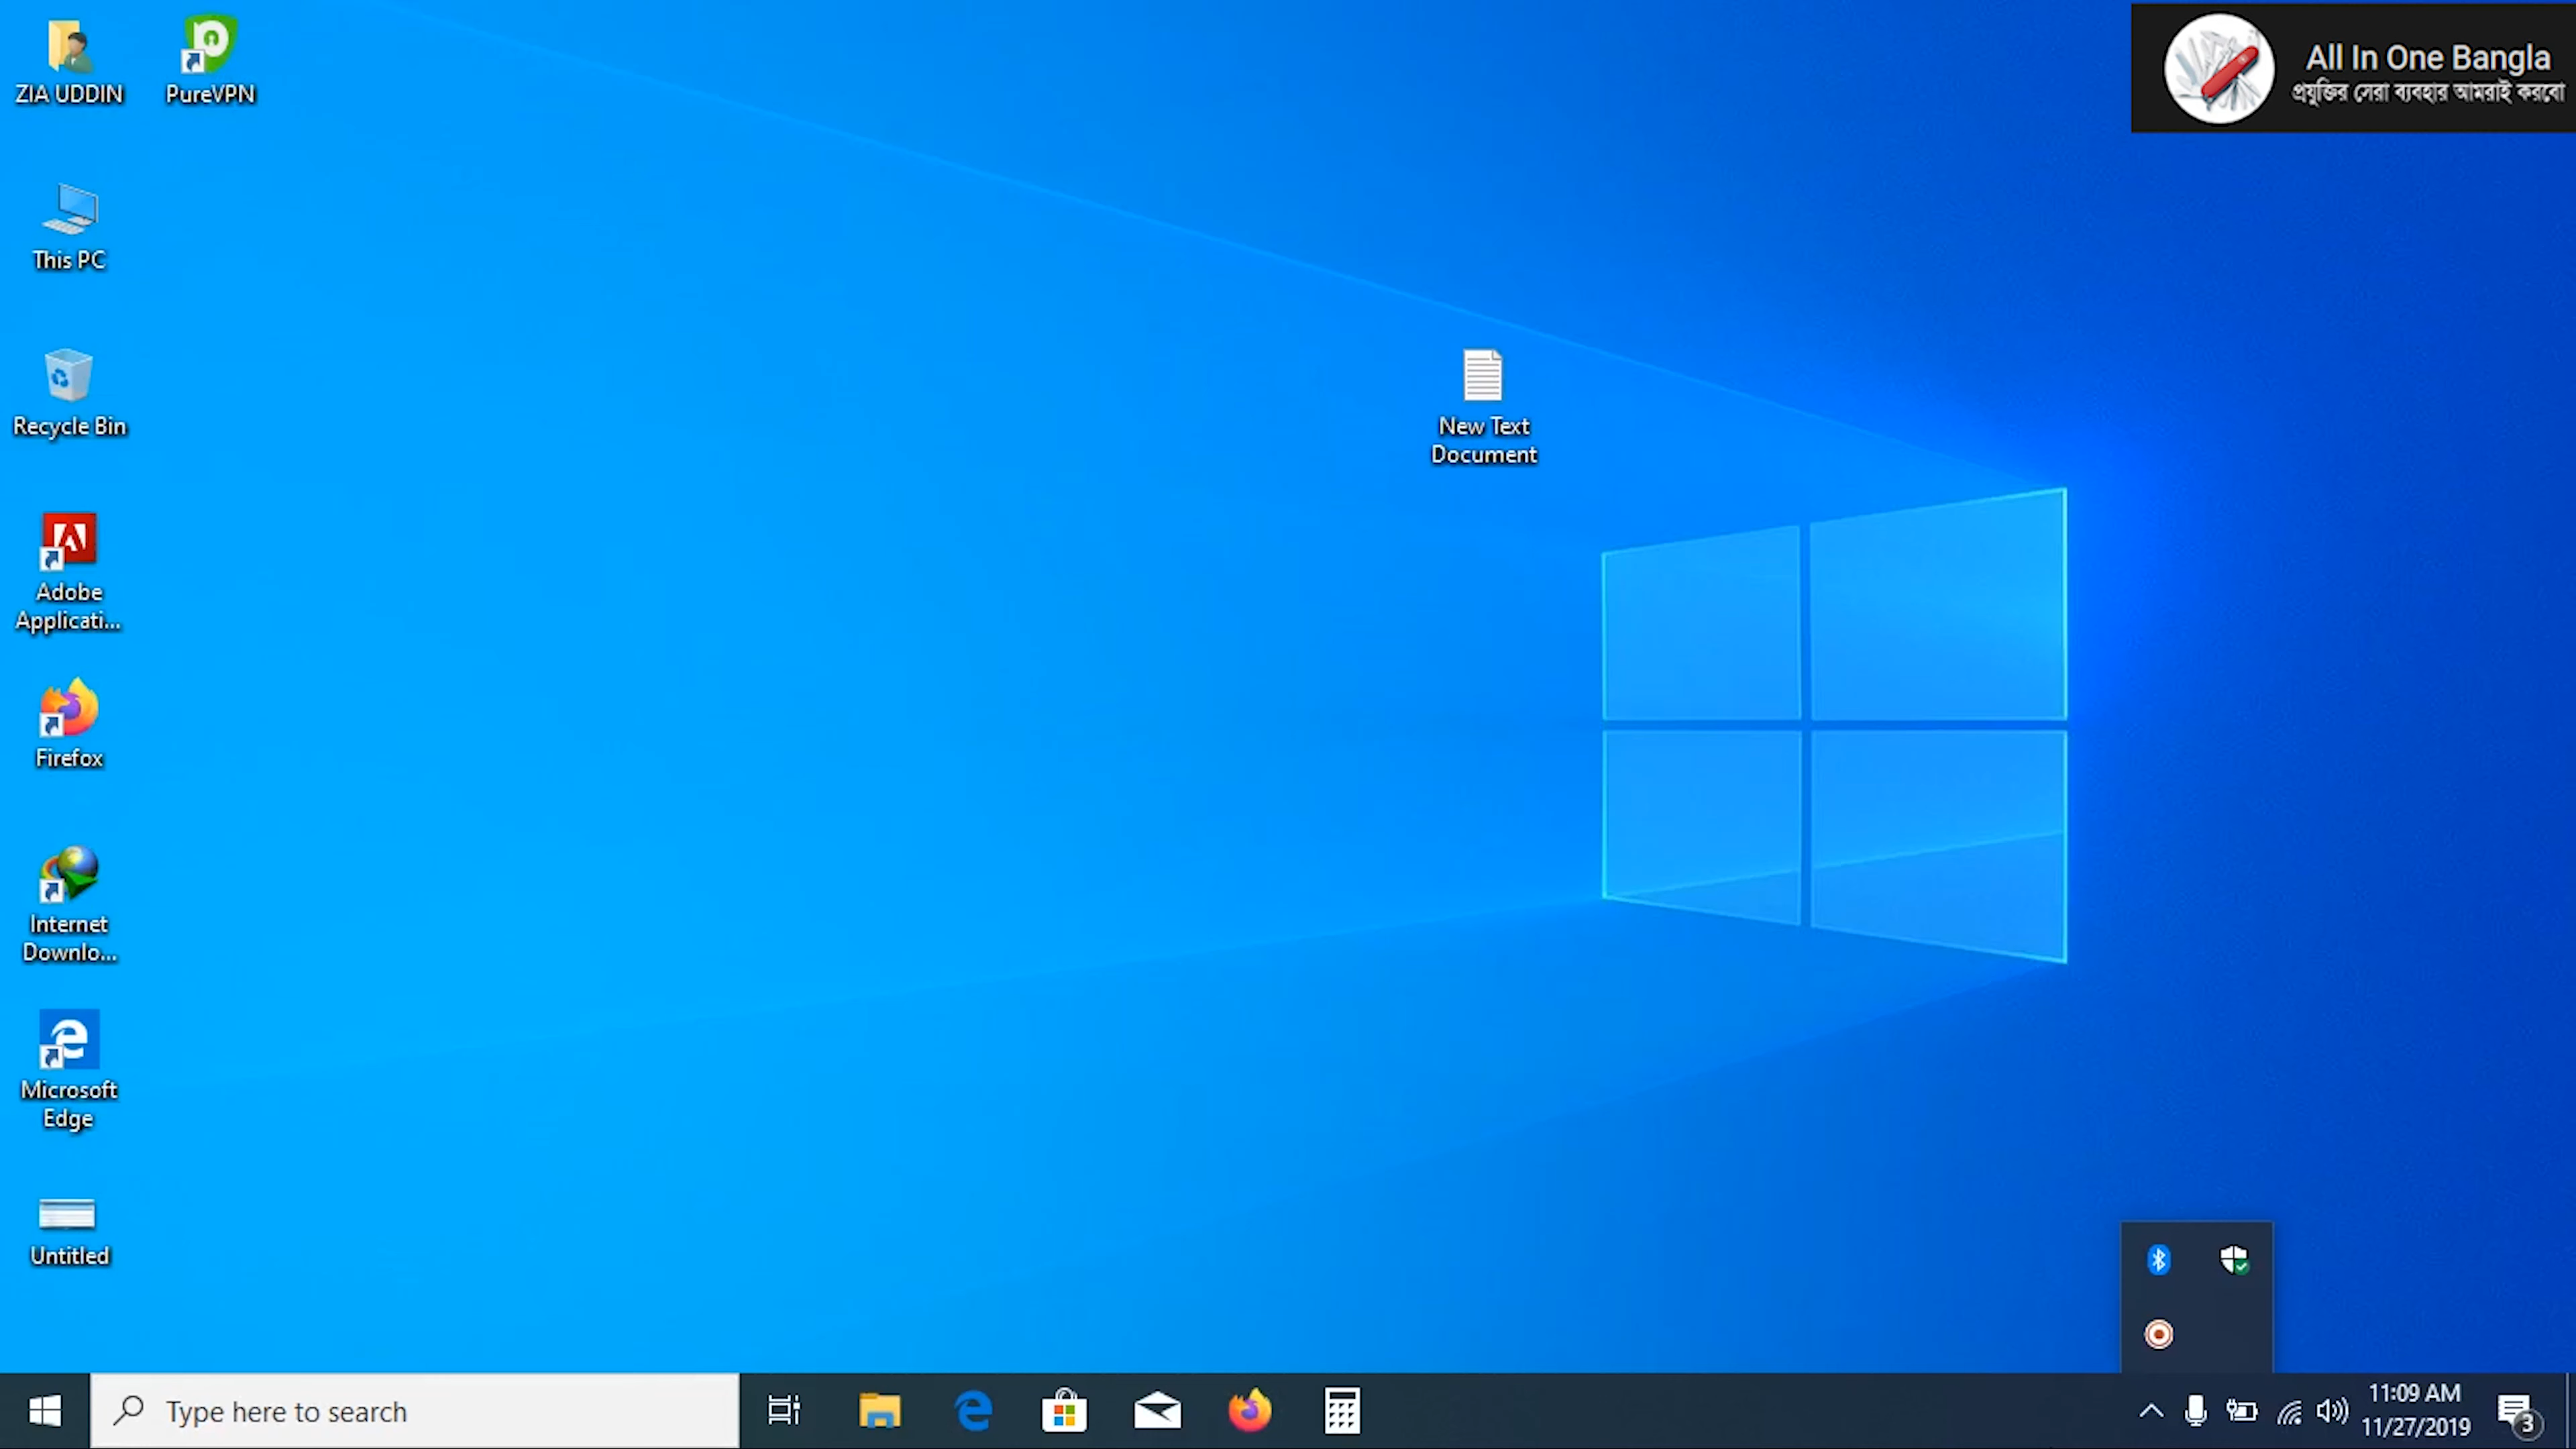 ZIA UDDIN
PureVPN
All In One Bangla
প্রযুক্তির সেরা ব্যবহার আমরাই করবো
This PC
Recycle Bin
New Text
Document
Adobe
Applicati...
Firefox
Internet
Downlo...
Microsoft
Edge
Untitled
Type here to search
11:09 AM
11/27/2019
3